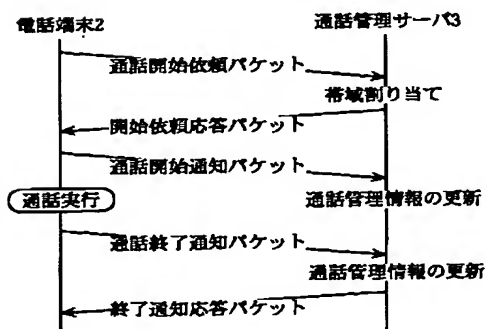 電話端末2
通話管理サーバ3
通話開始依頼パケット
帯域割り当て
開始依頼応答パケット
通話開始通知パケット
通話実行
通話管理情報の更新
通話終了通知パケット
通話管理情報の更新
終了通知応答パケット